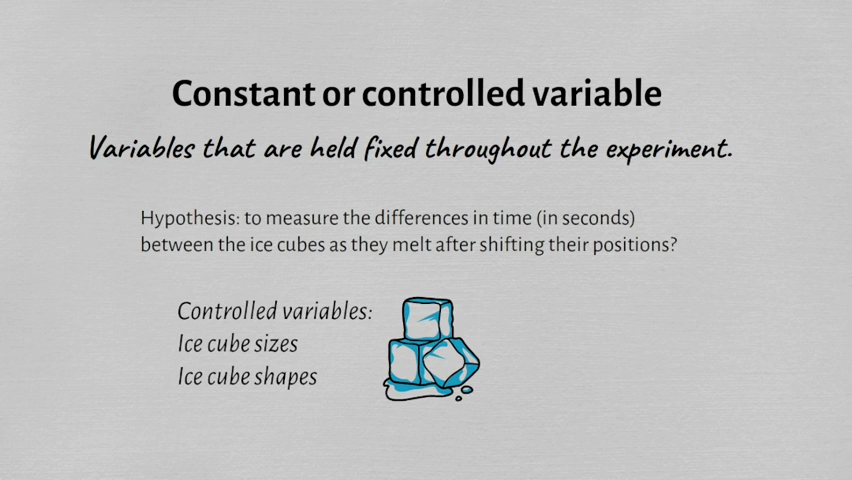 Constant or controlled variable
Variables that are held fixed throughout the experiment.
Hypothesis: to measure the differences in time (in seconds)
between the ice cubes as they melt after shifting their positions?
Controlled variables:
Ice cube sizes
Ice cube shapes